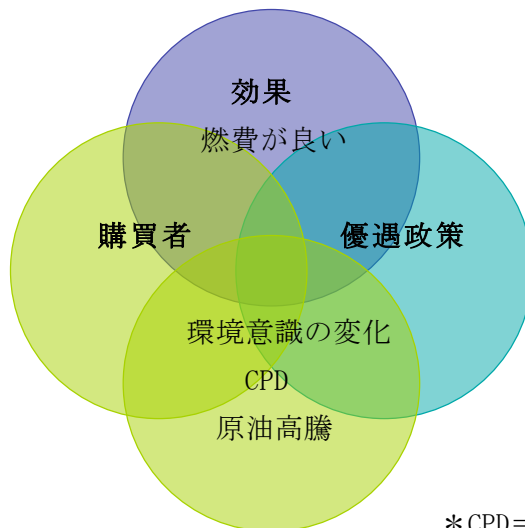 効果
燃費が良い
購買者
優遇政策
環境意識の変化
CPD
原油高騰
＊CPD=